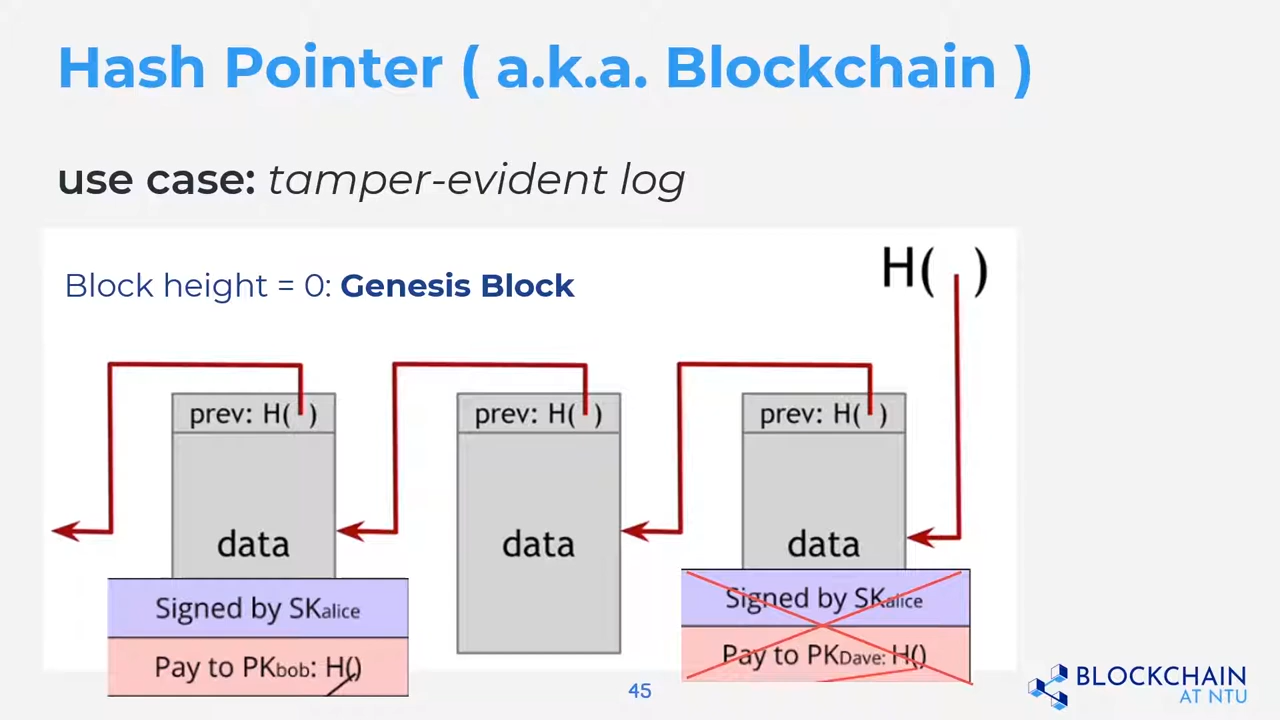 Hash Pointer ( a.k.a. Blockchain )
use case: tamper-evident log
Block height = 0: Genesis Block
H( )
prev: H( )
prev: H( )
prev: H( )
data
data
data
Signed by SKalice
Pay to PKbob: H()
Signed by SKalice
Pay to PKDave: H()
45
BLOCKCHAIN
AT NTU